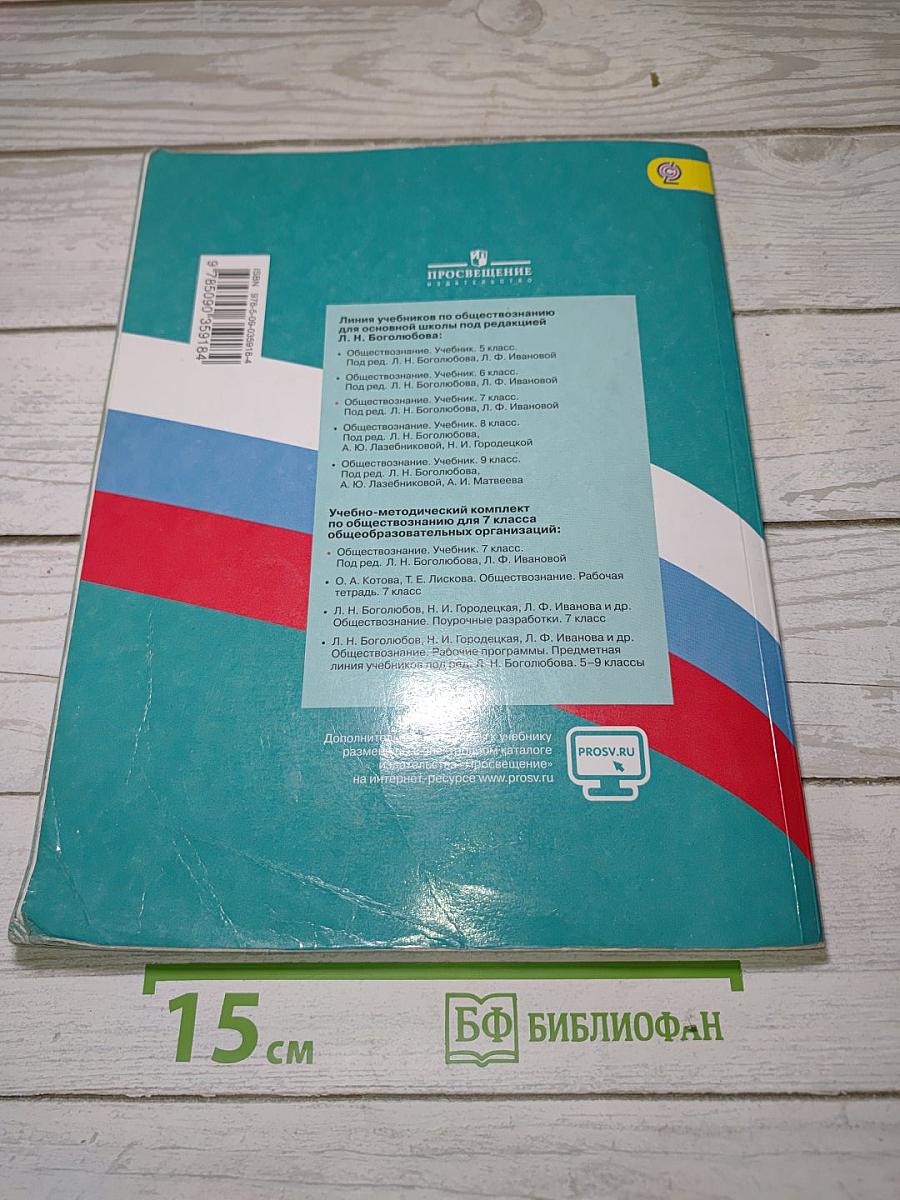 ISBN 978-5-09-035918-4
9 785090 359184
ПРОСВЕЩЕНИЕ
ИЗДАТЕЛЬСТВО
Линия учебников по обществознанию
для основной школы под редакцией
Л. Н. Боголюбова:
• Обществознание. Учебник. 5 класс.
Под ред. Л. Н. Боголюбова, Л. Ф. Ивановой
• Обществознание. Учебник. 6 класс.
Под ред. Л. Н. Боголюбова, Л. Ф. Ивановой
• Обществознание. Учебник. 7 класс.
Под ред. Л. Н. Боголюбова, Л. Ф. Ивановой
• Обществознание. Учебник. 8 класс.
Под ред. Л. Н. Боголюбова,
А. Ю. Лазебниковой, Н. И. Городецкой
• Обществознание. Учебник. 9 класс.
Под ред. Л. Н. Боголюбова,
А. Ю. Лазебниковой, А. И. Матвеева
Учебно-методический комплект
по обществознанию для 7 класса
общеобразовательных организаций:
• Обществознание. Учебник. 7 класс.
Под ред. Л. Н. Боголюбова, Л. Ф. Ивановой
• О. А. Котова, Т. Е. Лискова. Обществознание. Рабочая
тетрадь. 7 класс
• Л. Н. Боголюбов, Н. И. Городецкая, Л. Ф. Иванова и др.
Обществознание. Поурочные разработки. 7 класс
• Л. Н. Боголюбов, Н. И. Городецкая, Л. Ф. Иванова и др.
Обществознание. Рабочие программы. Предметная
линия учебников под ред. Л. Н. Боголюбова. 5–9 классы
к учебнику
электронном каталоге
издательства «Просвещение»
на интернет-ресурсе www.prosv.ru
PROSV.RU
15 см
БФ БИБЛИОФАН